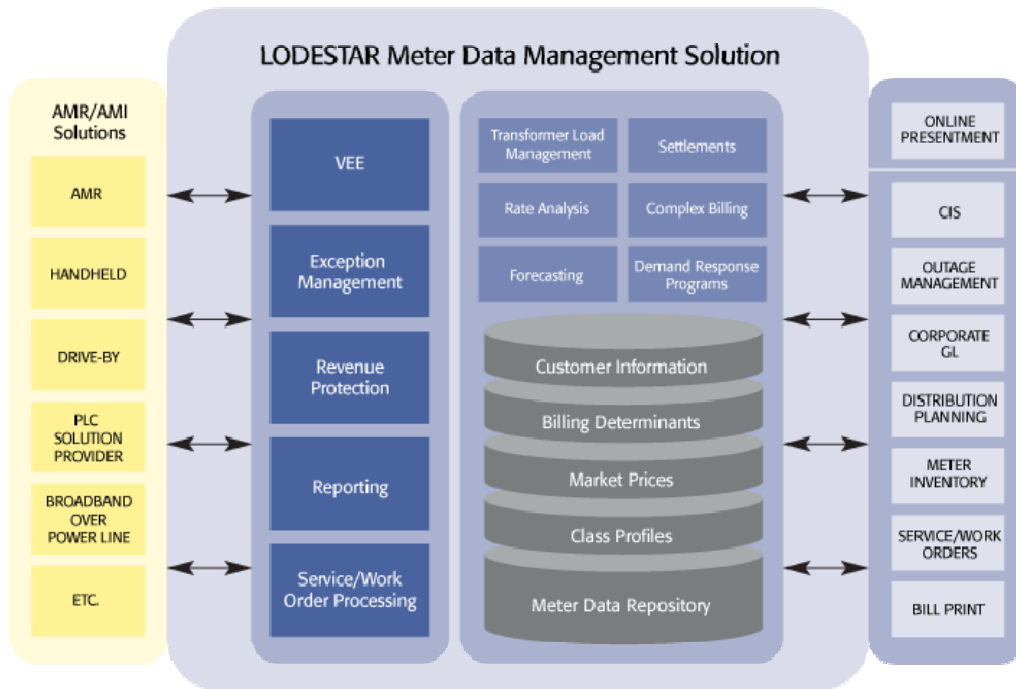 LODESTAR Meter Data Management Solution
AMR/AMI
Solutions
AMR
HANDHELD
DRIVE-BY
PLC
SOLUTION
PROVIDER
BROADBAND
OVER
POWER LINE
ETC.
VEE
Exception
Management
Revenue
Protection
Reporting
Service/Work
Order Processing
Transformer Load
Management
Settlements
Rate Analysis
Complex Billing
Forecasting
Demand Response
Programs
Customer Information
Billing Determinants
Market Prices
Class Profiles
Meter Data Repository
ONLINE
PRESENTMENT
CIS
OUTAGE
MANAGEMENT
CORPORATE
GL
DISTRIBUTION
PLANNING
METER
INVENTORY
SERVICE/WORK
ORDERS
BILL PRINT